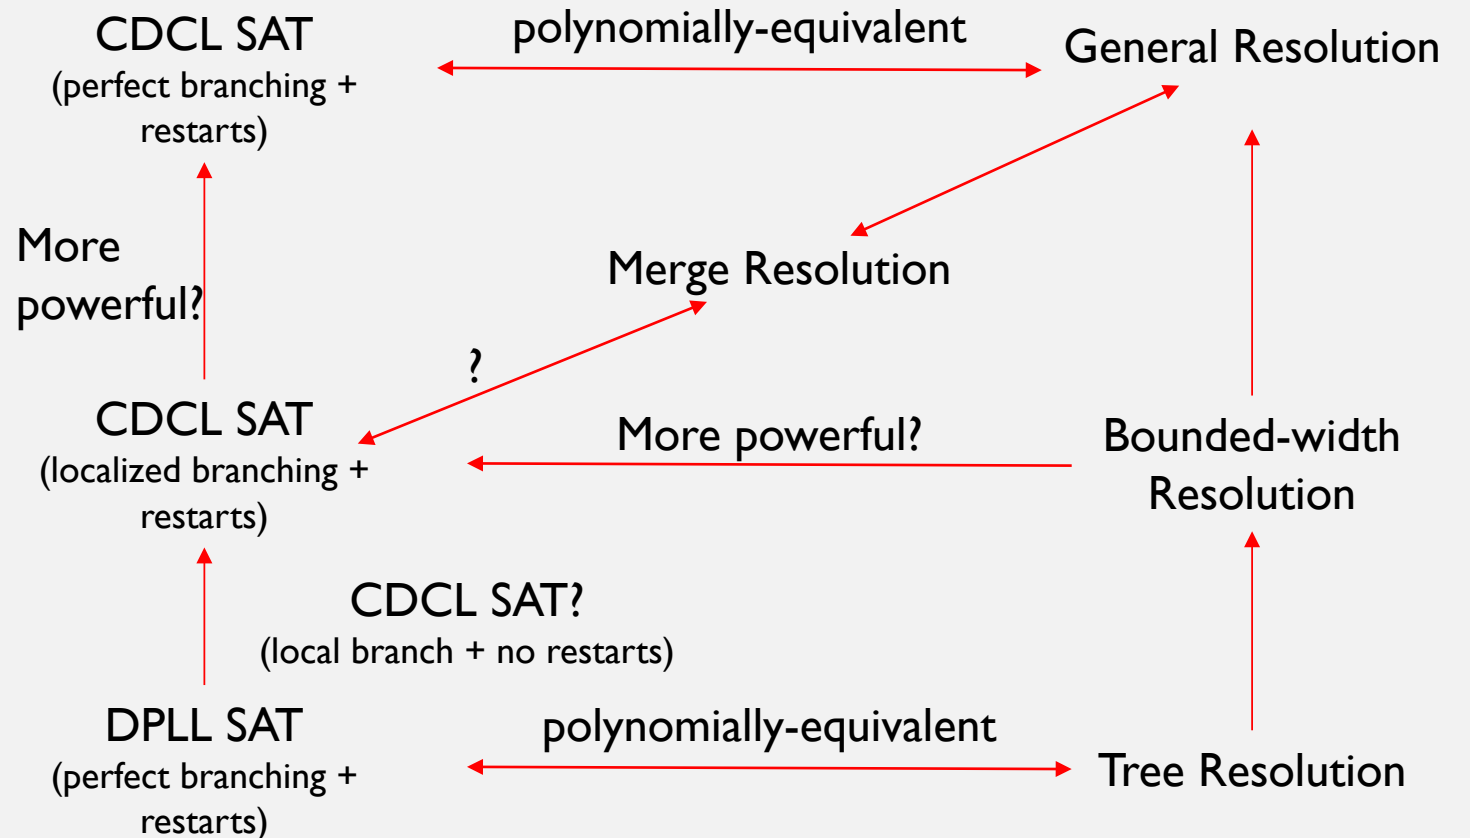 CDCL SAT
(perfect branching +
restarts)
polynomially-equivalent
General Resolution
More
powerful?
Merge Resolution
?
CDCL SAT
(localized branching +
restarts)
More powerful?
Bounded-width
Resolution
CDCL SAT?
(local branch + no restarts)
DPLL SAT
(perfect branching +
restarts)
polynomially-equivalent
Tree Resolution